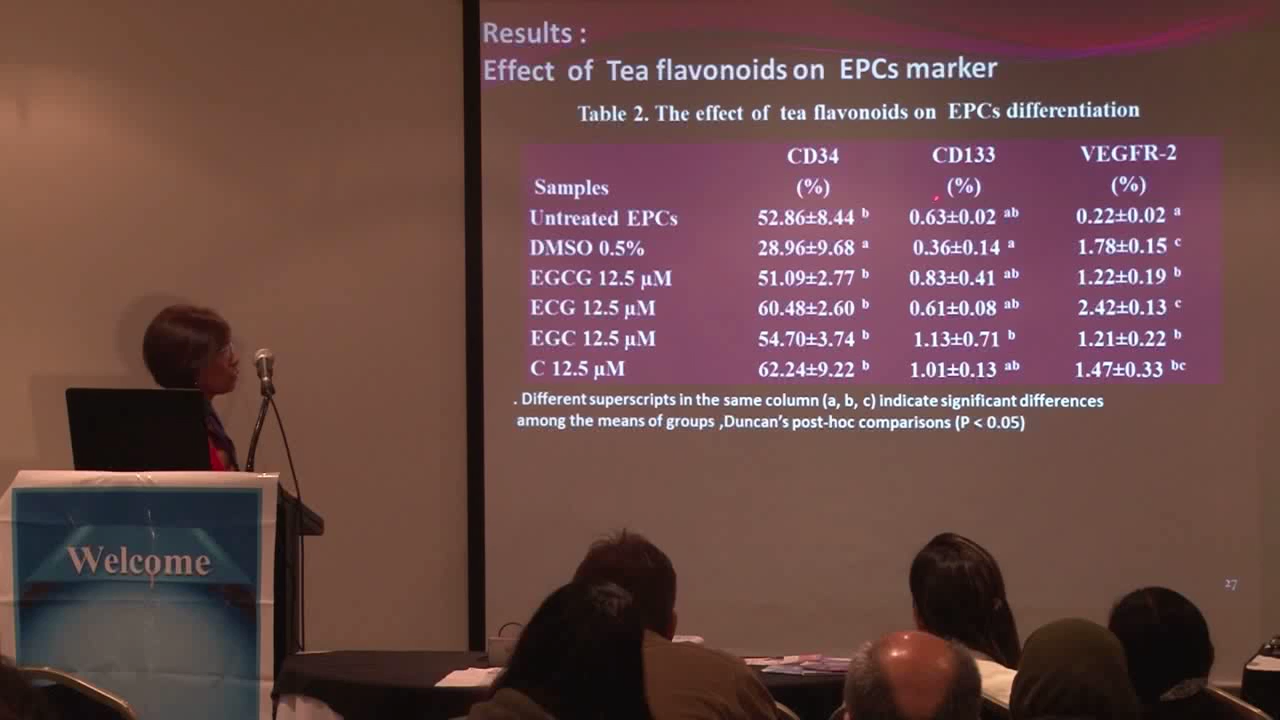 Results :
Effect of Tea flavonoids on EPCs marker
Table 2. The effect of tea flavonoids on EPCs differentiation
Samples CD34 (%) CD133 (%) VEGFR-2 (%)
Untreated EPCs 52.86±8.44 b 0.63±0.02 ab 0.22±0.02 a
DMSO 0.5% 28.96±9.68 a 0.36±0.14 a 1.78±0.15 c
EGCG 12.5 µM 51.09±2.77 b 0.83±0.41 ab 1.22±0.19 b
ECG 12.5 µM 60.48±2.60 b 0.61±0.08 ab 2.42±0.13 c
EGC 12.5 µM 54.70±3.74 b 1.13±0.71 b 1.21±0.22 b
C 12.5 µM 62.24±9.22 b 1.01±0.13 ab 1.47±0.33 bc
. Different superscripts in the same column (a, b, c) indicate significant differences
among the means of groups ,Duncan's post-hoc comparisons (P < 0.05)
27
Welcome